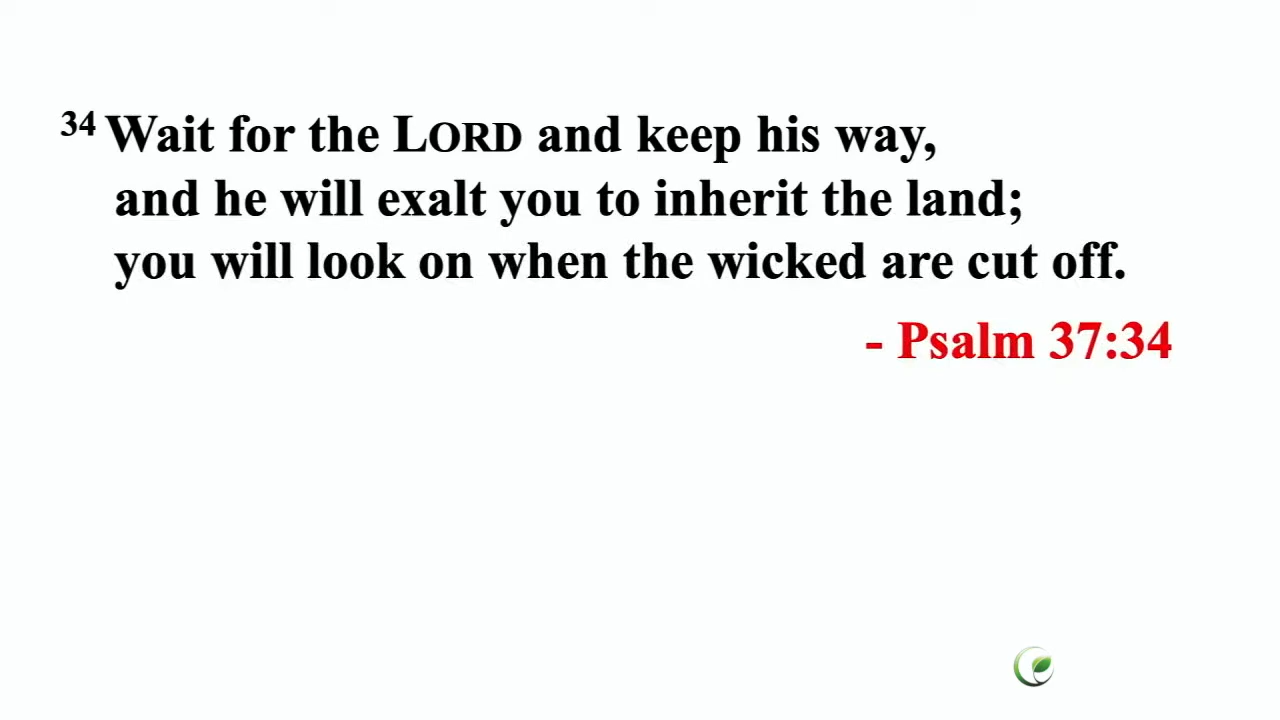 34 Wait for the LORD and keep his way,
and he will exalt you to inherit the land;
you will look on when the wicked are cut off.
- Psalm 37:34